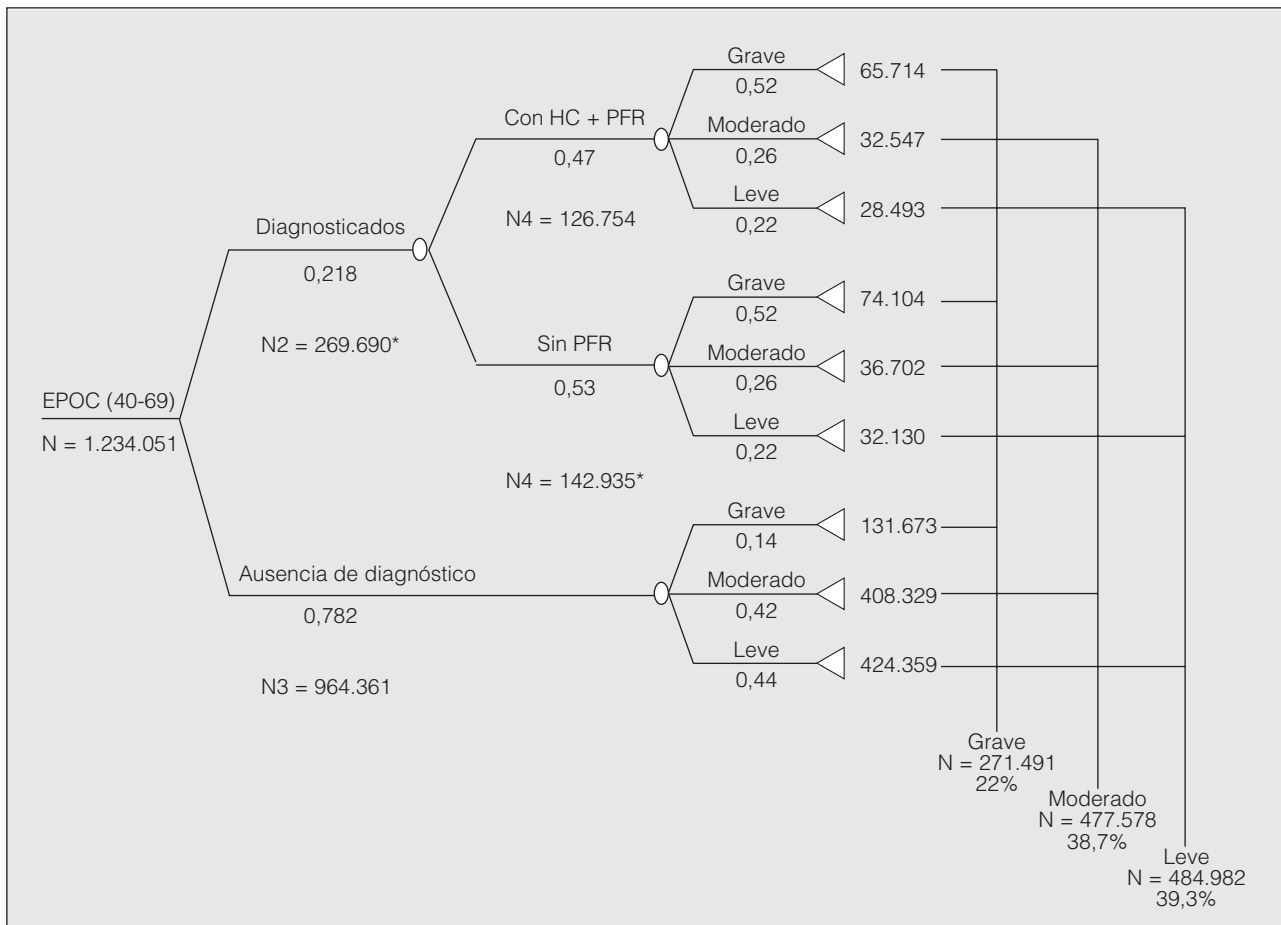 EPOC (40-69)
N = 1.234.051
Diagnosticados
0,218
N2 = 269.690*
Con HC + PFR
0,47
N4 = 126.754
Grave
0,52
65.714
Moderado
0,26
32.547
Leve
0,22
28.493
Sin PFR
0,53
N4 = 142.935*
Grave
0,52
74.104
Moderado
0,26
36.702
Leve
0,22
32.130
Ausencia de diagnóstico
0,782
N3 = 964.361
Grave
0,14
131.673
Moderado
0,42
408.329
Leve
0,44
424.359
Grave
N = 271.491
22%
Moderado
N = 477.578
38,7%
Leve
N = 484.982
39,3%